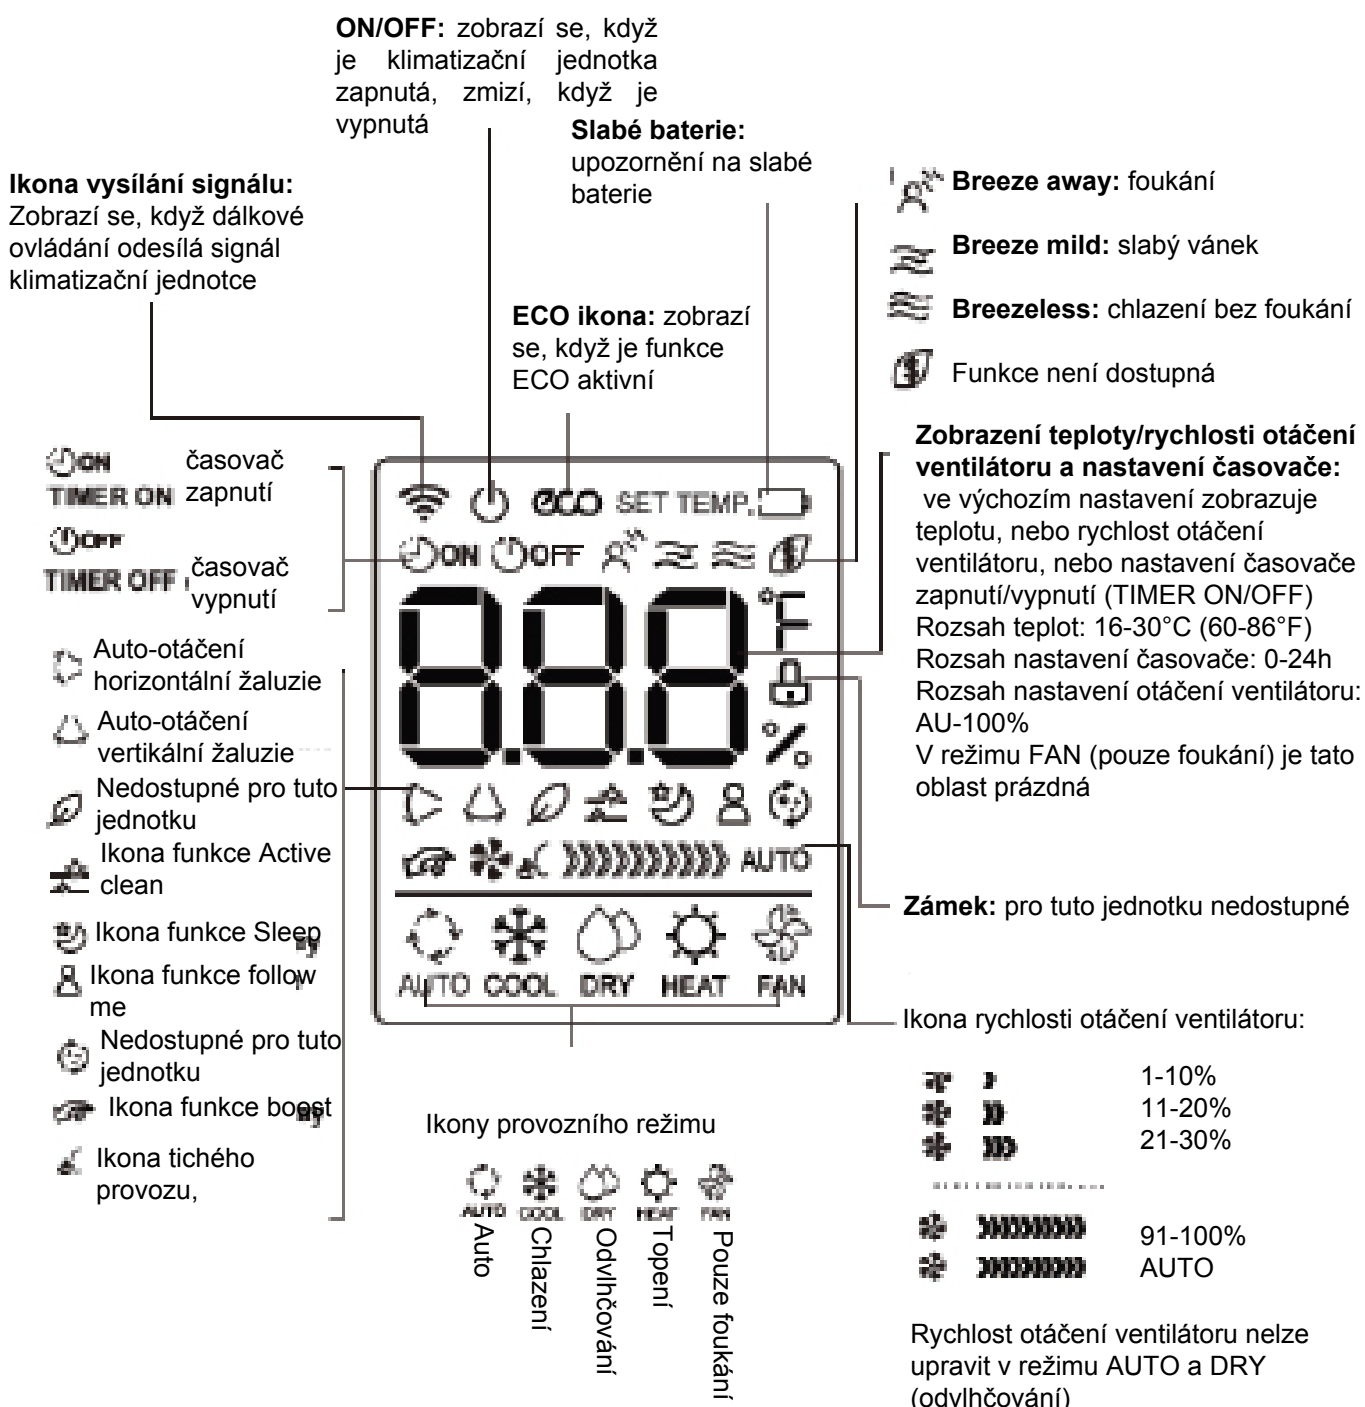 ON/OFF: zobrazí se, když
je klimatizační jednotka
zapnutá, zmizí, když je
vypnutá
Slabé baterie:
upozornění na slabé
baterie
Ikona vysílání signálu:
Zobrazí se, když dálkové
ovládání odesílá signál
klimatizační jednotce
ECO ikona: zobrazí
se, když je funkce
ECO aktivní
Breeze away: foukání
Breeze mild: slabý vánek
Breezeless: chlazení bez foukání
Funkce není dostupná
Zobrazení teploty/rychlosti otáčení
ventilátoru a nastavení časovače:
ve výchozím nastavení zobrazuje
teplotu, nebo rychlost otáčení
ventilátoru, nebo nastavení časovače
zapnutí/vypnutí (TIMER ON/OFF)
Rozsah teplot: 16-30°C (60-86°F)
Rozsah nastavení časovače: 0-24h
Rozsah nastavení otáčení ventilátoru:
AU-100%
V režimu FAN (pouze foukání) je tato
oblast prázdná
Zámek: pro tuto jednotku nedostupné
Ikona rychlosti otáčení ventilátoru:
1-10%
11-20%
21-30%
91-100%
AUTO
Rychlost otáčení ventilátoru nelze
upravit v režimu AUTO a DRY
(odvlhčování)
ON
TIMER ON
časovač
zapnutí
OFF
TIMER OFF
časovač
vypnutí
Auto-otáčení
horizontální žaluzie
Auto-otáčení
vertikální žaluzie
Nedostupné pro tuto
jednotku
Ikona funkce Active
clean
Ikona funkce Sleep
Ikona funkce follow
me
Nedostupné pro tuto
jednotku
Ikona funkce boost
Ikona tichého
provozu,
eco SET TEMP.
ON OFF
8.8.8 °F
%
AUTO
AUTO COOL DRY HEAT FAN
Ikony provozního režimu
AUTO COOL DRY HEAT FAN
Auto
Chlazení
Odvlhčování
Topení
Pouze foukání